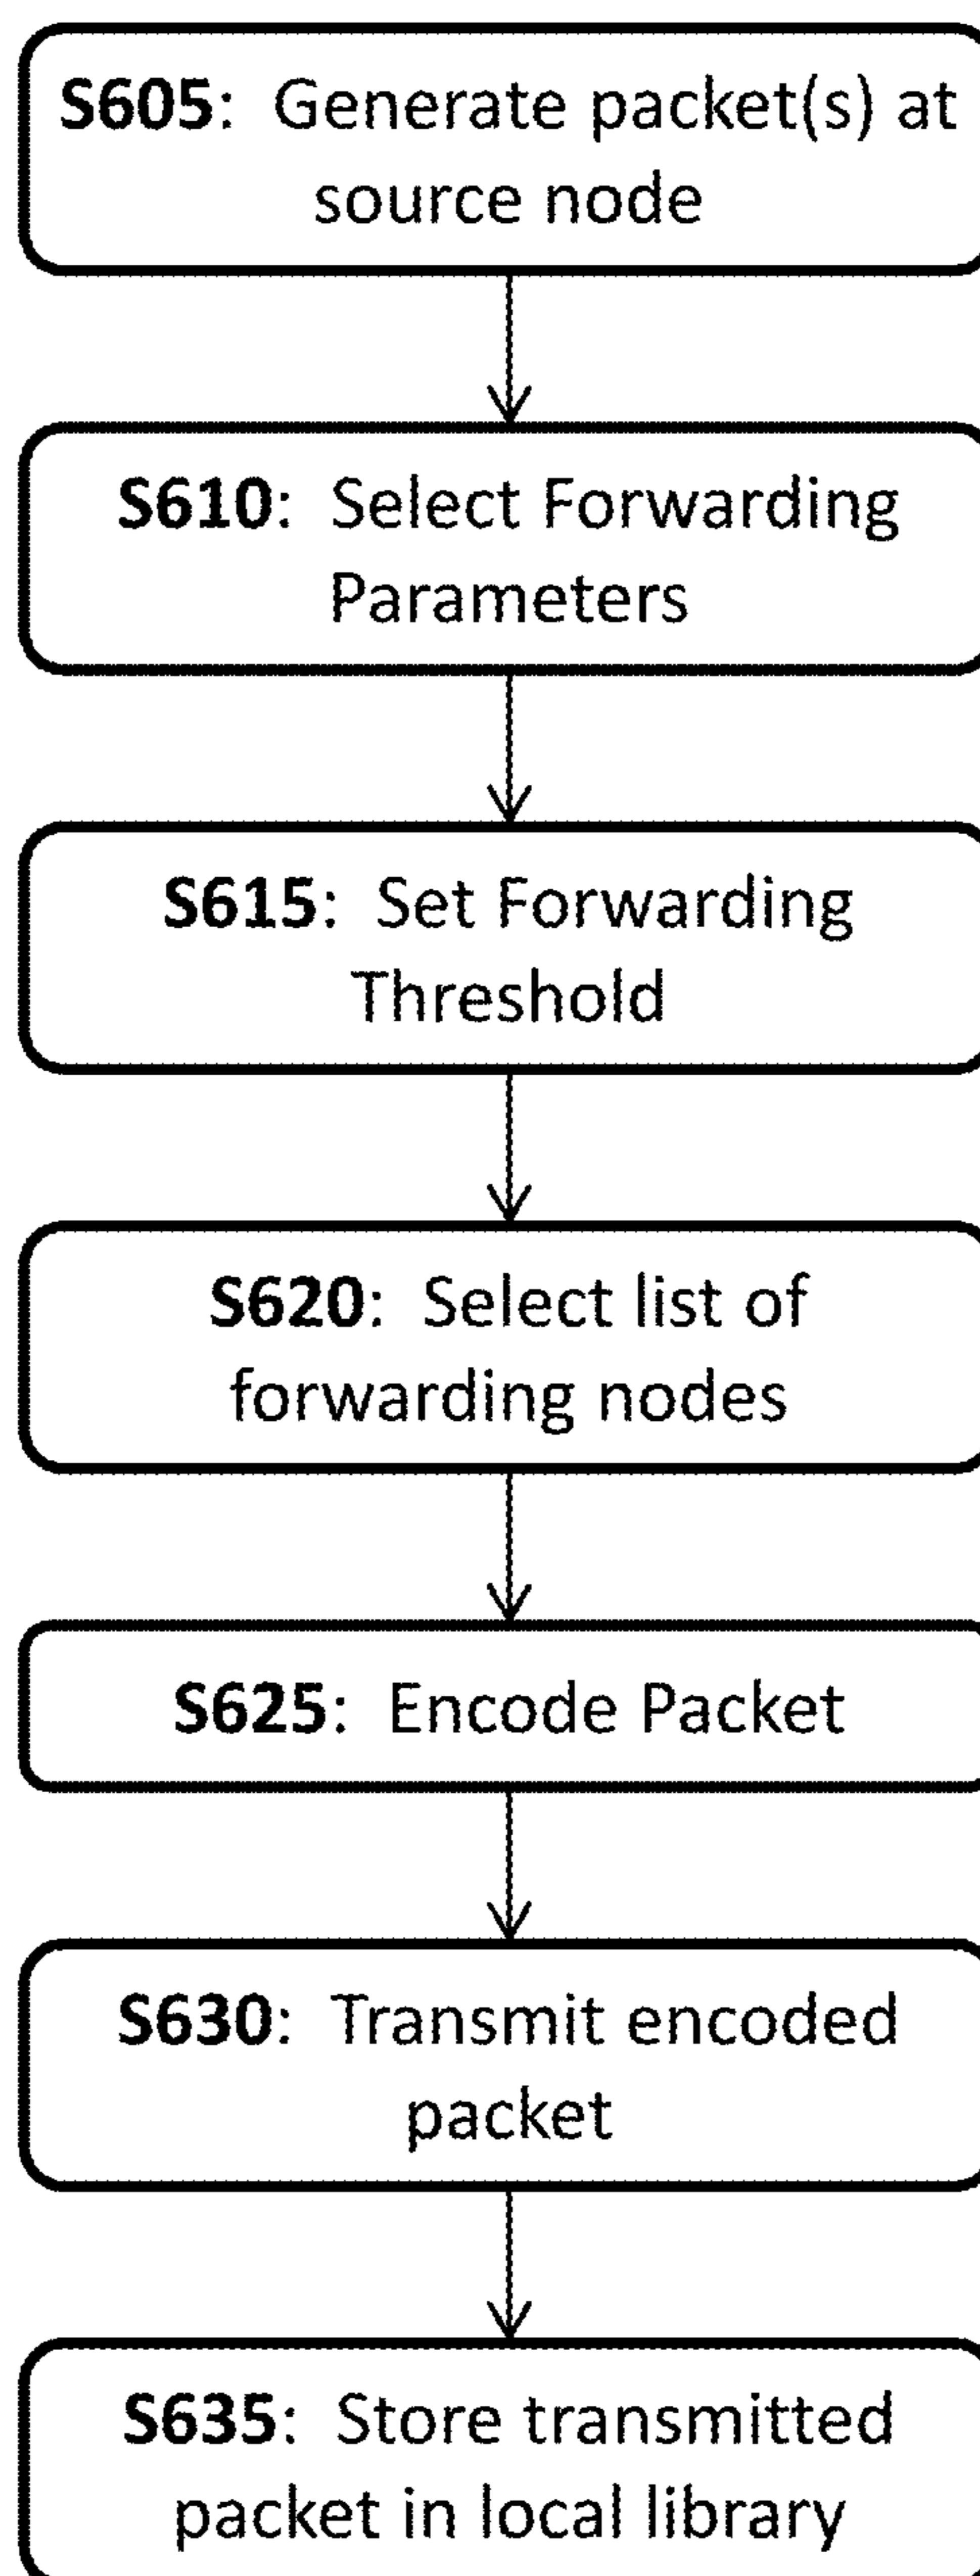 S605: Generate packet(s) at
source node
S610: Select Forwarding
Parameters
S615: Set Forwarding
Threshold
S620: Select list of
forwarding nodes
S625: Encode Packet
S630: Transmit encoded
packet
S635: Store transmitted
packet in local library